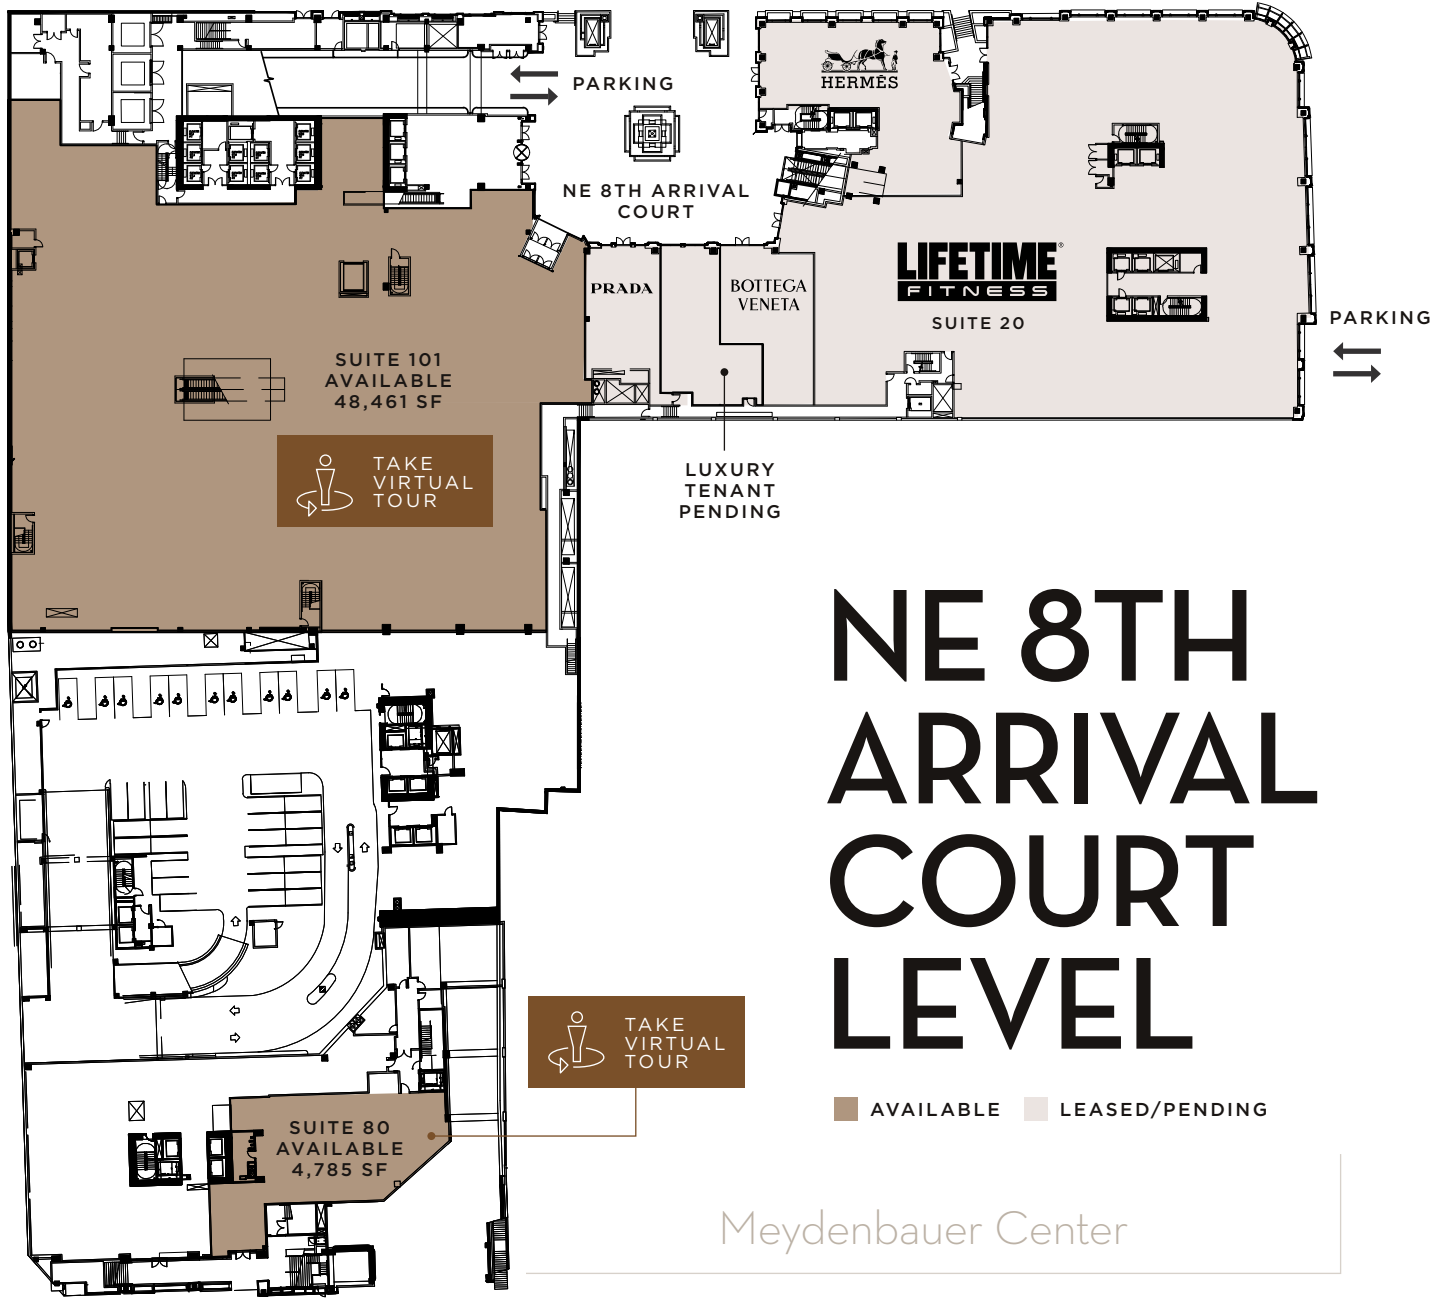 PARKING
HERMÈS
NE 8TH ARRIVAL
COURT
PRADA
BOTTEGA
VENETA
LIFETIME®
FITNESS
SUITE 20
PARKING
SUITE 101
AVAILABLE
48,461 SF
TAKE
VIRTUAL
TOUR
LUXURY
TENANT
PENDING
NE 8TH
ARRIVAL
COURT
LEVEL
AVAILABLE
LEASED/PENDING
TAKE
VIRTUAL
TOUR
SUITE 80
AVAILABLE
4,785 SF
Meydenbauer Center